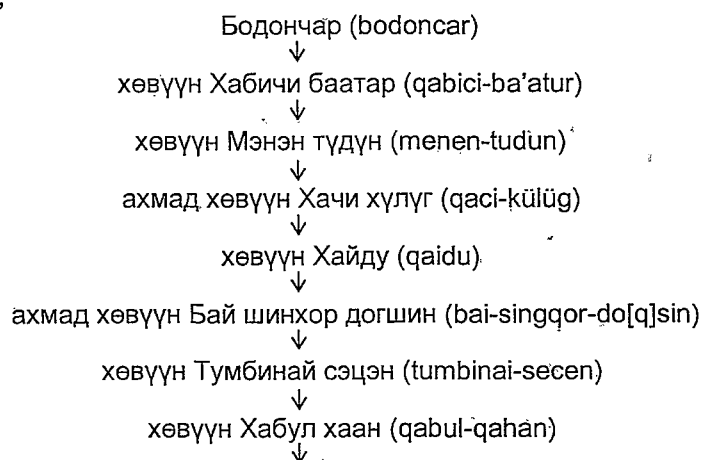 Бодончар (bodoncar)
↓
хөвүүн Хабичи баатар (qabici-ba'atur)
↓
хөвүүн Мэнэн түдүн (menen-tudun)
↓
ахмад хөвүүн Хачи хүлүг (qaci-külüg)
↓
хөвүүн Хайду (qaidu)
↓
ахмад хөвүүн Бай шинхор догшин (bai-singqor-do[q]sin)
↓
хөвүүн Тумбинай сэцэн (tumbinai-secen)
↓
хөвүүн Хабул хаан (qabul-qahan)
↓